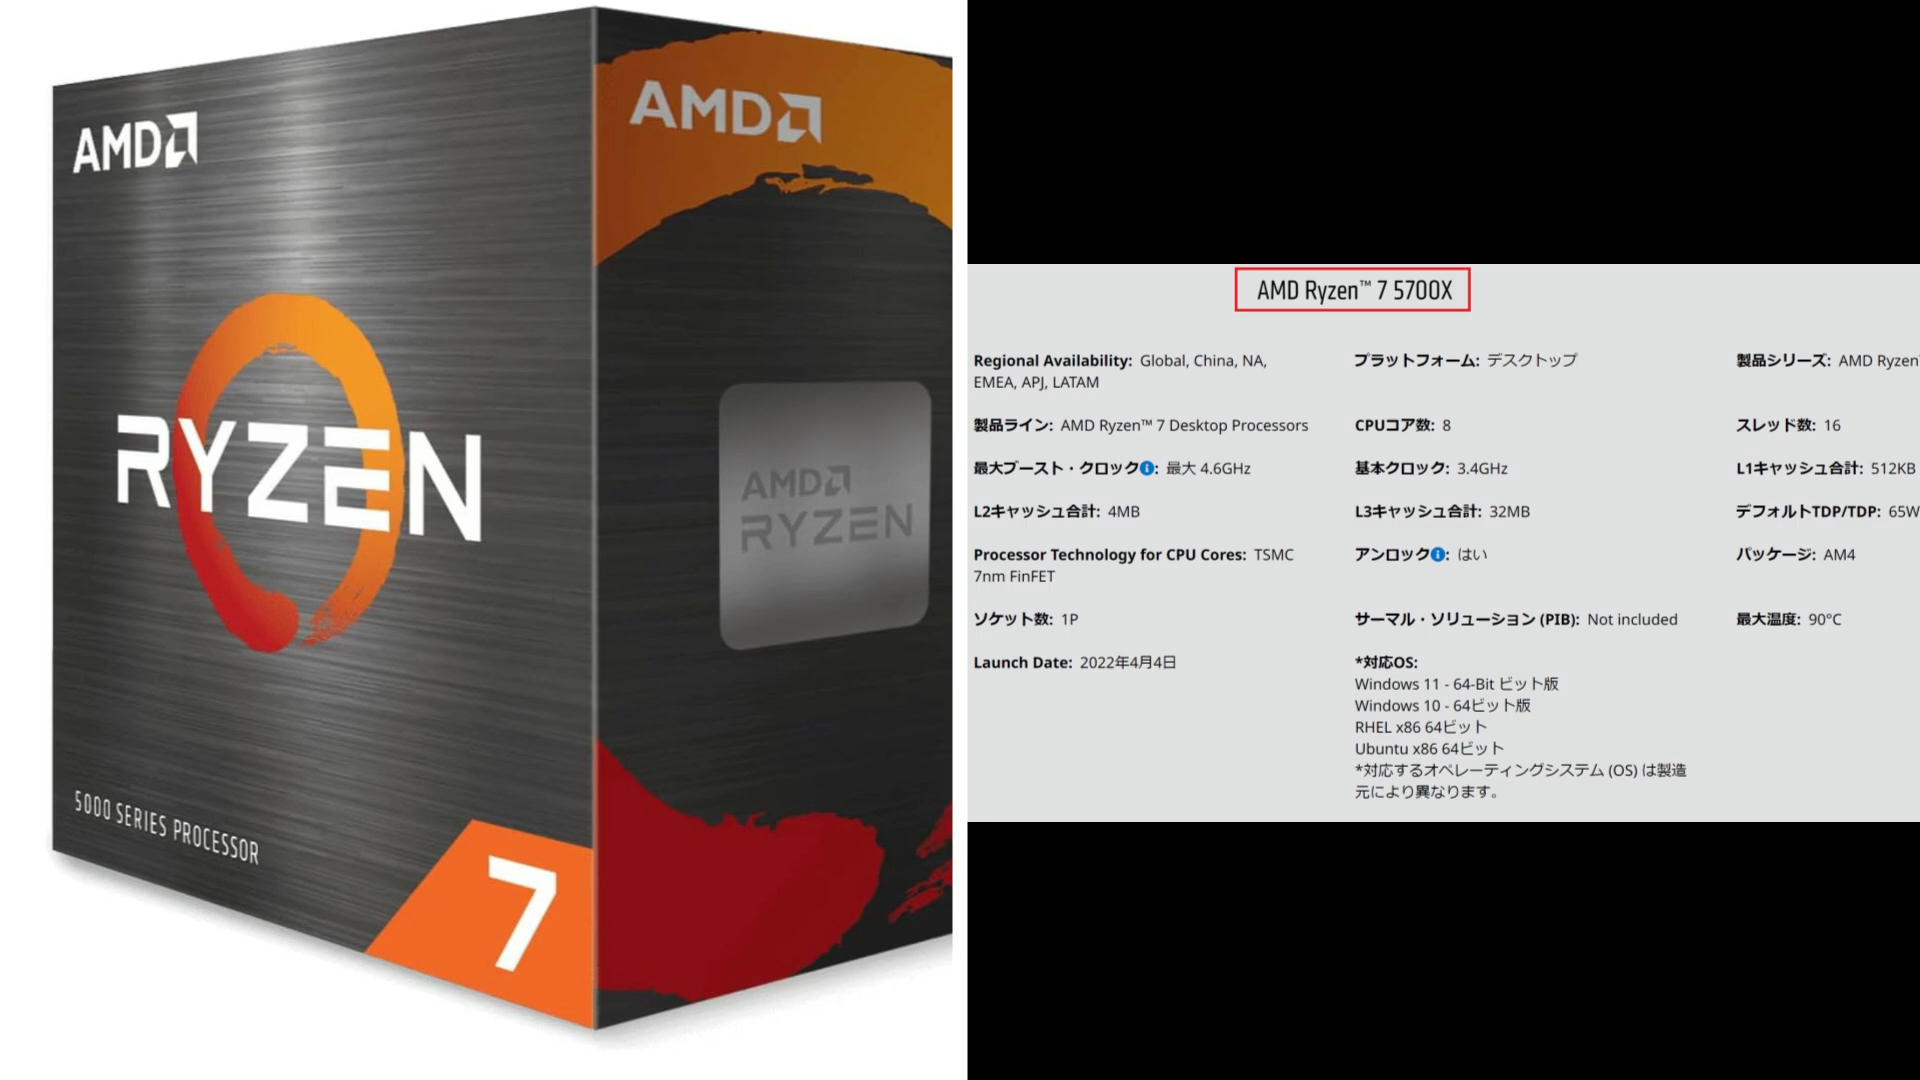 AMD
AMD
RYZEN
AMD
RYZEN
5000 SERIES PROCESSOR
7
AMD Ryzen™ 7 5700X
Regional Availability: Global, China, NA,
EMEA, APJ, LATAM
プラットフォーム: デスクトップ
製品シリーズ: AMD Ryzen
製品ライン: AMD Ryzen™ 7 Desktop Processors
CPUコア数: 8
スレッド数: 16
最大ブースト・クロック: 最大 4.6GHz
基本クロック: 3.4GHz
L1キャッシュ合計: 512KB
L2キャッシュ合計: 4MB
L3キャッシュ合計: 32MB
デフォルトTDP/TDP: 65W
Processor Technology for CPU Cores: TSMC
7nm FinFET
アンロック: はい
パッケージ: AM4
ソケット数: 1P
サーマル・ソリューション (PIB): Not included
最大温度: 90°C
Launch Date: 2022年4月4日
*対応OS:
Windows 11 - 64-Bit ビット版
Windows 10 - 64ビット版
RHEL x86 64ビット
Ubuntu x86 64ビット
*対応するオペレーティングシステム (OS) は製造
元により異なります。